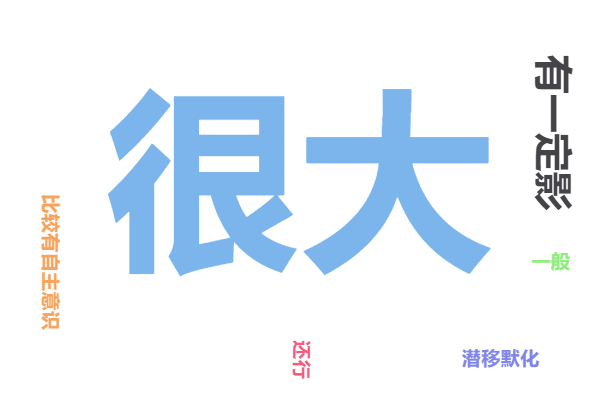 很大
有一定影
比较有自主意识
一般
还行
潜移默化